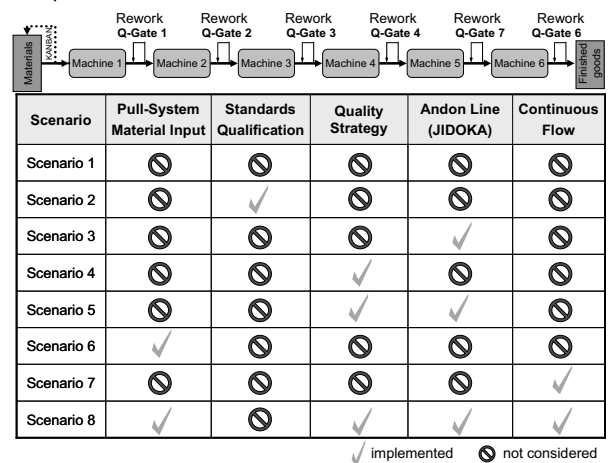 Rework Rework Rework Rework Rework Rework
Q-Gate 1 Q-Gate 2 Q-Gate 3 Q-Gate 4 Q-Gate 7 Q-Gate 6
Materials
KANBAN
Machine 1 Machine 2 Machine 3 Machine 4 Machine 5 Machine 6
Finished
goods
Scenario
Pull-System
Material Input
Standards
Qualification
Quality
Strategy
Andon Line
(JIDOKA)
Continuous
Flow
Scenario 1
Scenario 2
Scenario 3
Scenario 4
Scenario 5
Scenario 6
Scenario 7
Scenario 8
implemented not considered